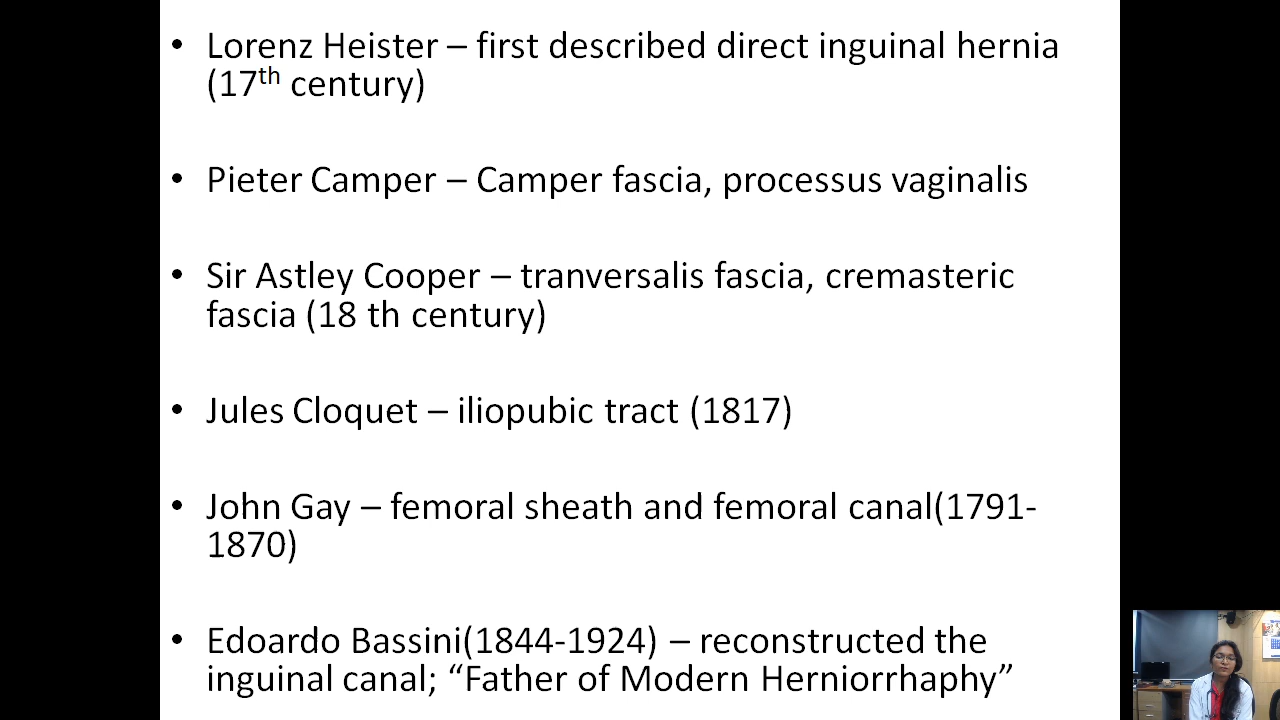 • Lorenz Heister – first described direct inguinal hernia
(17th century)
• Pieter Camper – Camper fascia, processus vaginalis
• Sir Astley Cooper – tranversalis fascia, cremasteric
fascia (18 th century)
• Jules Cloquet – iliopubic tract (1817)
• John Gay – femoral sheath and femoral canal(1791-
1870)
• Edoardo Bassini(1844-1924) – reconstructed the
inguinal canal; “Father of Modern Herniorrhaphy”